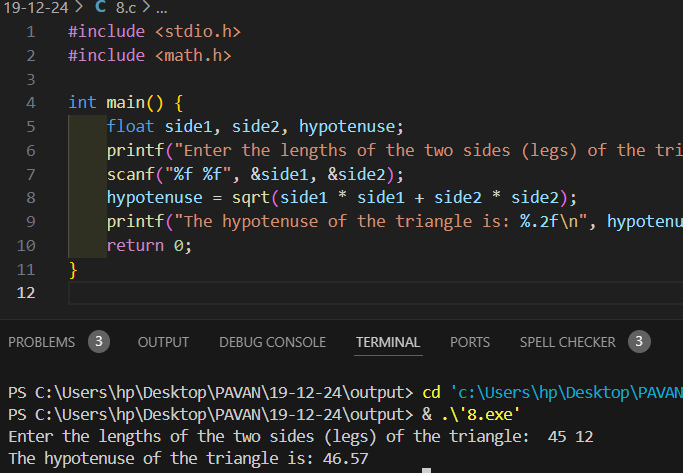 19-12-24 > C 8.c > ...
1 #include <stdio.h>
2 #include <math.h>
3
4 int main() {
5 float side1, side2, hypotenuse;
6 printf("Enter the lengths of the two sides (legs) of the tri
7 scanf("%f %f", &side1, &side2);
8 hypotenuse = sqrt(side1 * side1 + side2 * side2);
9 printf("The hypotenuse of the triangle is: %.2f\n", hypotenu
10 return 0;
11 }
12
PROBLEMS 3 OUTPUT DEBUG CONSOLE TERMINAL PORTS SPELL CHECKER 3
PS C:\Users\hp\Desktop\PAVAN\19-12-24\output> cd 'c:\Users\hp\Desktop\PAVAN
PS C:\Users\hp\Desktop\PAVAN\19-12-24\output> & .\'8.exe'
Enter the lengths of the two sides (legs) of the triangle:  45 12
The hypotenuse of the triangle is: 46.57